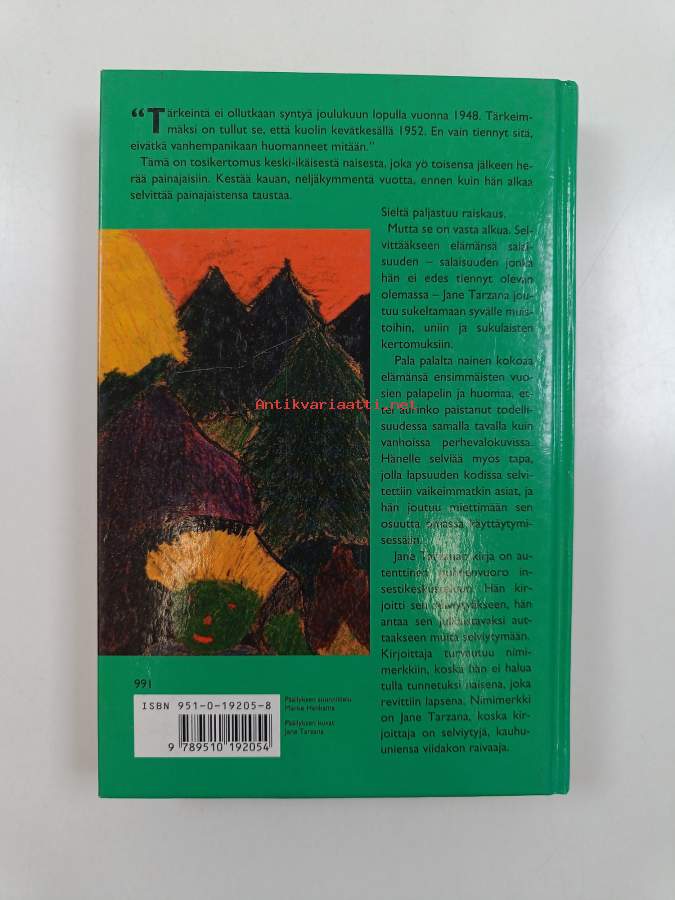 “Tärkeintä ei ollutkaan syntyä joulukuun lopulla vuonna 1948. Tärkeim-
mäksi on tullut se, että kuolin kevätkesällä 1952. En vain tiennyt sitä,
eivätkä vanhempanikaan huomanneet mitään.”
Tämä on tosikertomus keski-ikäisestä naisesta, joka yö toisensa jälkeen he-
rää painajaisiin. Kestää kauan, neljäkymmentä vuotta, ennen kuin hän alkaa
selvittää painajaistensa taustaa.
Sieltä paljastuu raiskaus.
Mutta se on vasta alkua. Sel-
vittääkseen elämänsä salai-
suuden – salaisuuden jonka
hän ei edes tiennyt olevan
olemassa – Jane Tarzana jou-
tuu sukeltamaan syvälle muis-
toihin, uniin ja sukulaisten
kertomuksiin.
Pala palalta nainen kokoaa
elämänsä ensimmäisten vuo-
sien palapelin ja huomaa, et-
tei aurinko paistanut todelli-
suudessa samalla tavalla kuin
vanhoissa perhevalokuvissa.
Hänelle selviää myös tapa,
jolla lapsuuden kodissa selvi-
tettiin vaikeimmatkin asiat, ja
hän joutuu miettimään sen
osuutta omassa käyttäytymi-
sessään.
Jane Tarzanan kirja on au-
tenttinen puheenvuoro in-
sestikeskusteluun. Hän kir-
joitti sen selviytyäkseen, hän
antaa sen julkaistavaksi aut-
taakseen muita selviytymään.
Kirjoittaja turvautuu nimi-
merkkiin, koska hän ei halua
tulla tunnetuksi naisena, joka
revittiin lapsena. Nimimerkki
on Jane Tarzana, koska kir-
joittaja on selviytyjä, kauhu-
uniensa viidakon raivaaja.
Antikvariaatti.net
991
ISBN 951-0-19205-8
9 789510 192054
Päällyksen suunnittelu
Marika
Päällyksen kuvat
Jane Tarzana